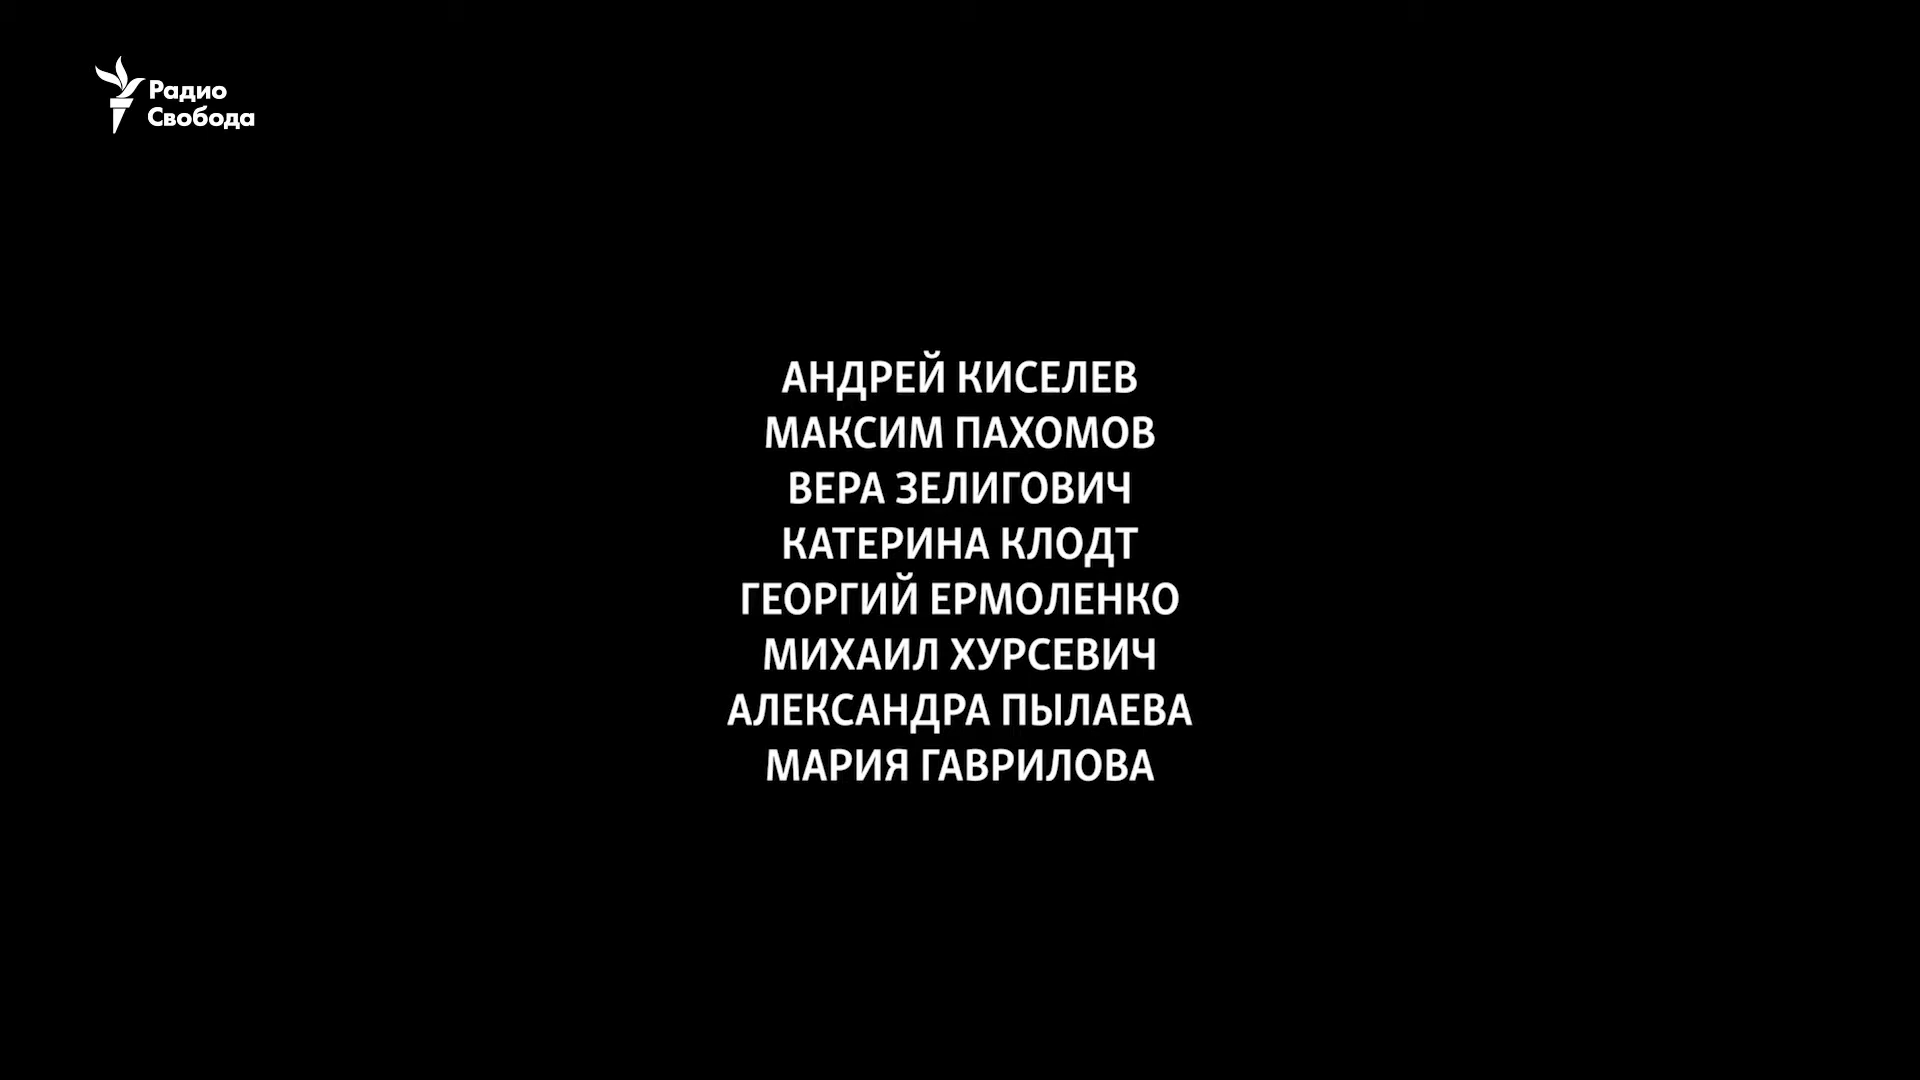 Радио
Свобода
АНДРЕЙ КИСЕЛЕВ
МАКСИМ ПАХОМОВ
ВЕРА ЗЕЛИГОВИЧ
КАТЕРИНА КЛОДТ
ГЕОРГИЙ ЕРМОЛЕНКО
МИХАИЛ ХУРСЕВИЧ
АЛЕКСАНДРА ПЫЛАЕВА
МАРИЯ ГАВРИЛОВА